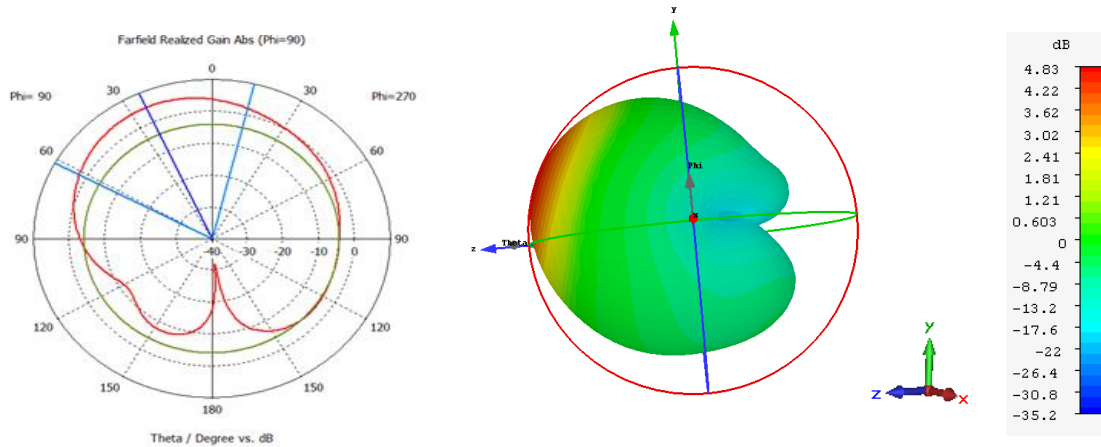 Farfield Realized Gain Abs (Phi=90)
0
30
30
Phi= 90
Phi=270
60
60
90
-40
-30
-20
-10
0
90
120
120
150
150
180
Theta / Degree vs. dB
y
Phi
x
Theta
z
y
z
x
dB
4.83
4.22
3.62
3.02
2.41
1.81
1.21
0.603
0
-4.4
-8.79
-13.2
-17.6
-22
-26.4
-30.8
-35.2